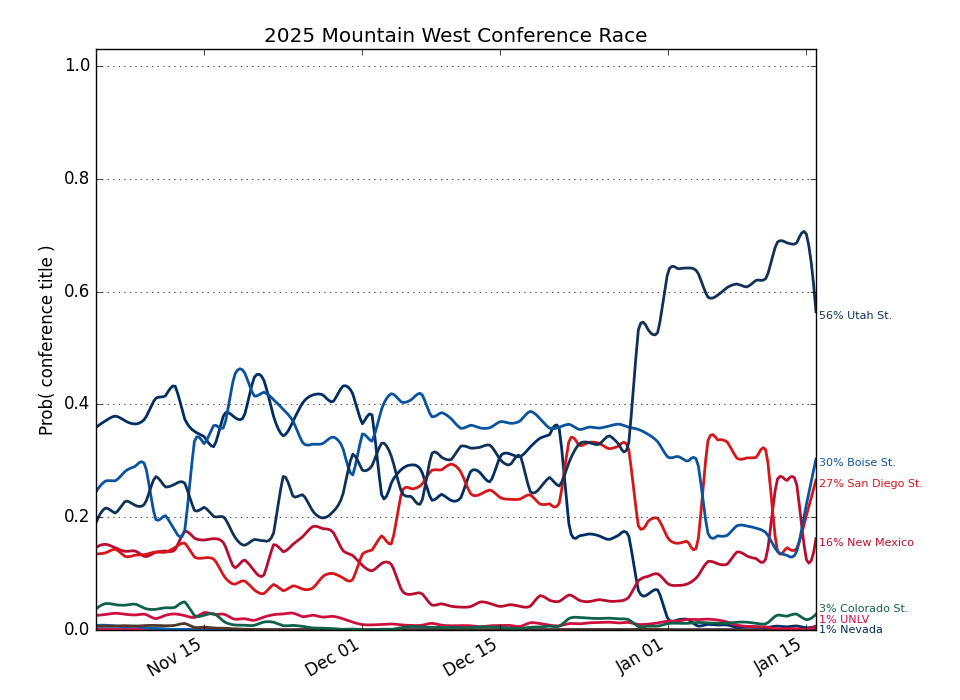 2025 Mountain West Conference Race
1.0
0.8
0.6
0.4
0.2
0.0
Prob( conference title )
56% Utah St.
30% Boise St.
27% San Diego St.
16% New Mexico
3% Colorado St.
1% UNLV
1% Nevada
Nov 15
Dec 01
Dec 15
Jan 01
Jan 15